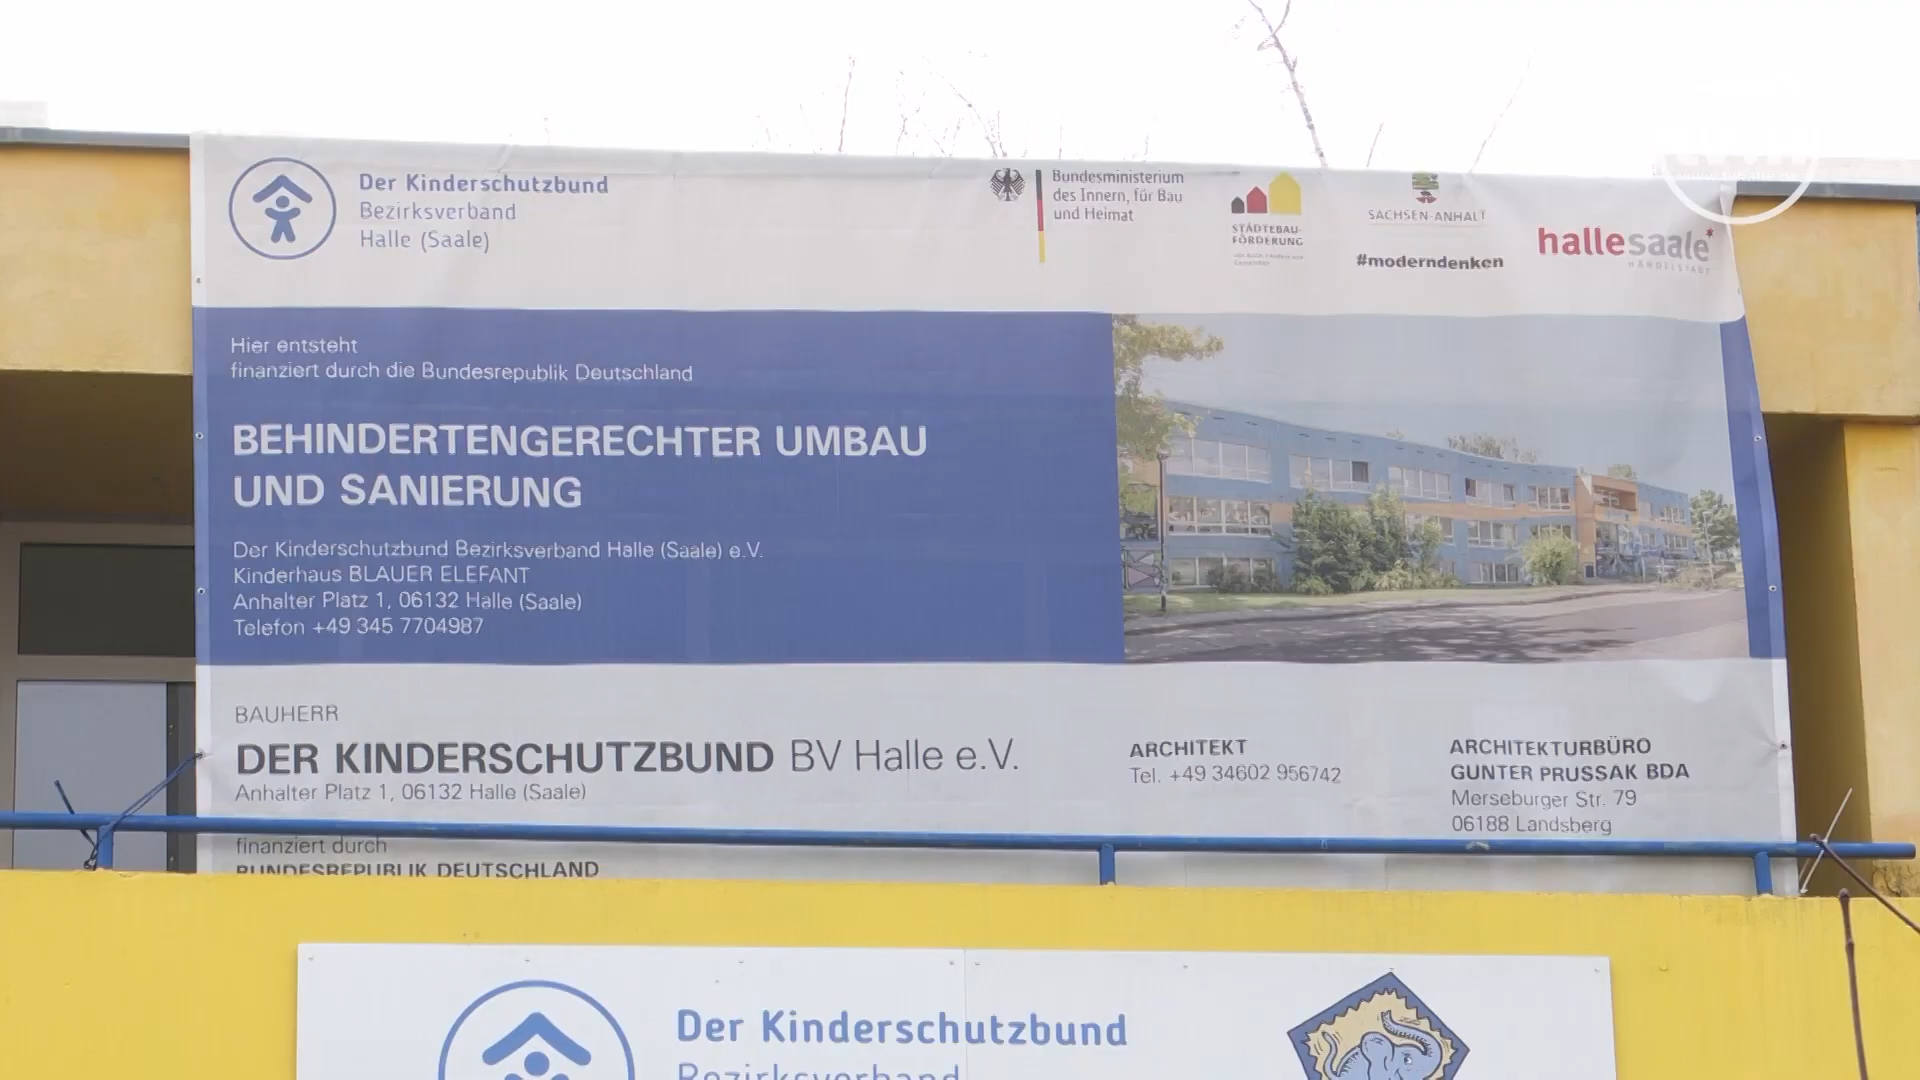 Der Kinderschutzbund
Bezirksverband
Halle (Saale)
Bundesministerium
des Innern, für Bau
und Heimat
STÄDTEBAU-
FÖRDERUNG
SACHSEN-ANHALT
#moderndenken
hallesaale*
HÄNDELSTADT
Hier entsteht
finanziert durch die Bundesrepublik Deutschland
BEHINDERTENGERECHTER UMBAU
UND SANIERUNG
Der Kinderschutzbund Bezirksverband Halle (Saale) e.V.
Kinderhaus BLAUER ELEFANT
Anhalter Platz 1, 06132 Halle (Saale)
Telefon +49 345 7704987
BAUHERR
DER KINDERSCHUTZBUND BV Halle e.V.
Anhalter Platz 1, 06132 Halle (Saale)
finanziert durch
BUNDESREPUBLIK DEUTSCHLAND
ARCHITEKT
Tel. +49 34602 956742
ARCHITEKTURBÜRO
GUNTER PRUSSAK BDA
Merseburger Str. 79
06188 Landsberg
Der Kinderschutzbund
Bezirksverband